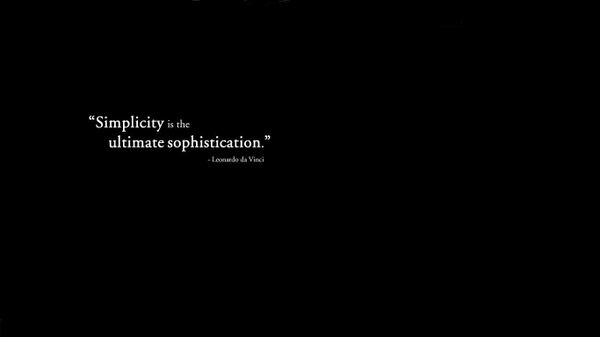 “Simplicity is the
ultimate sophistication.”
- Leonardo da Vinci